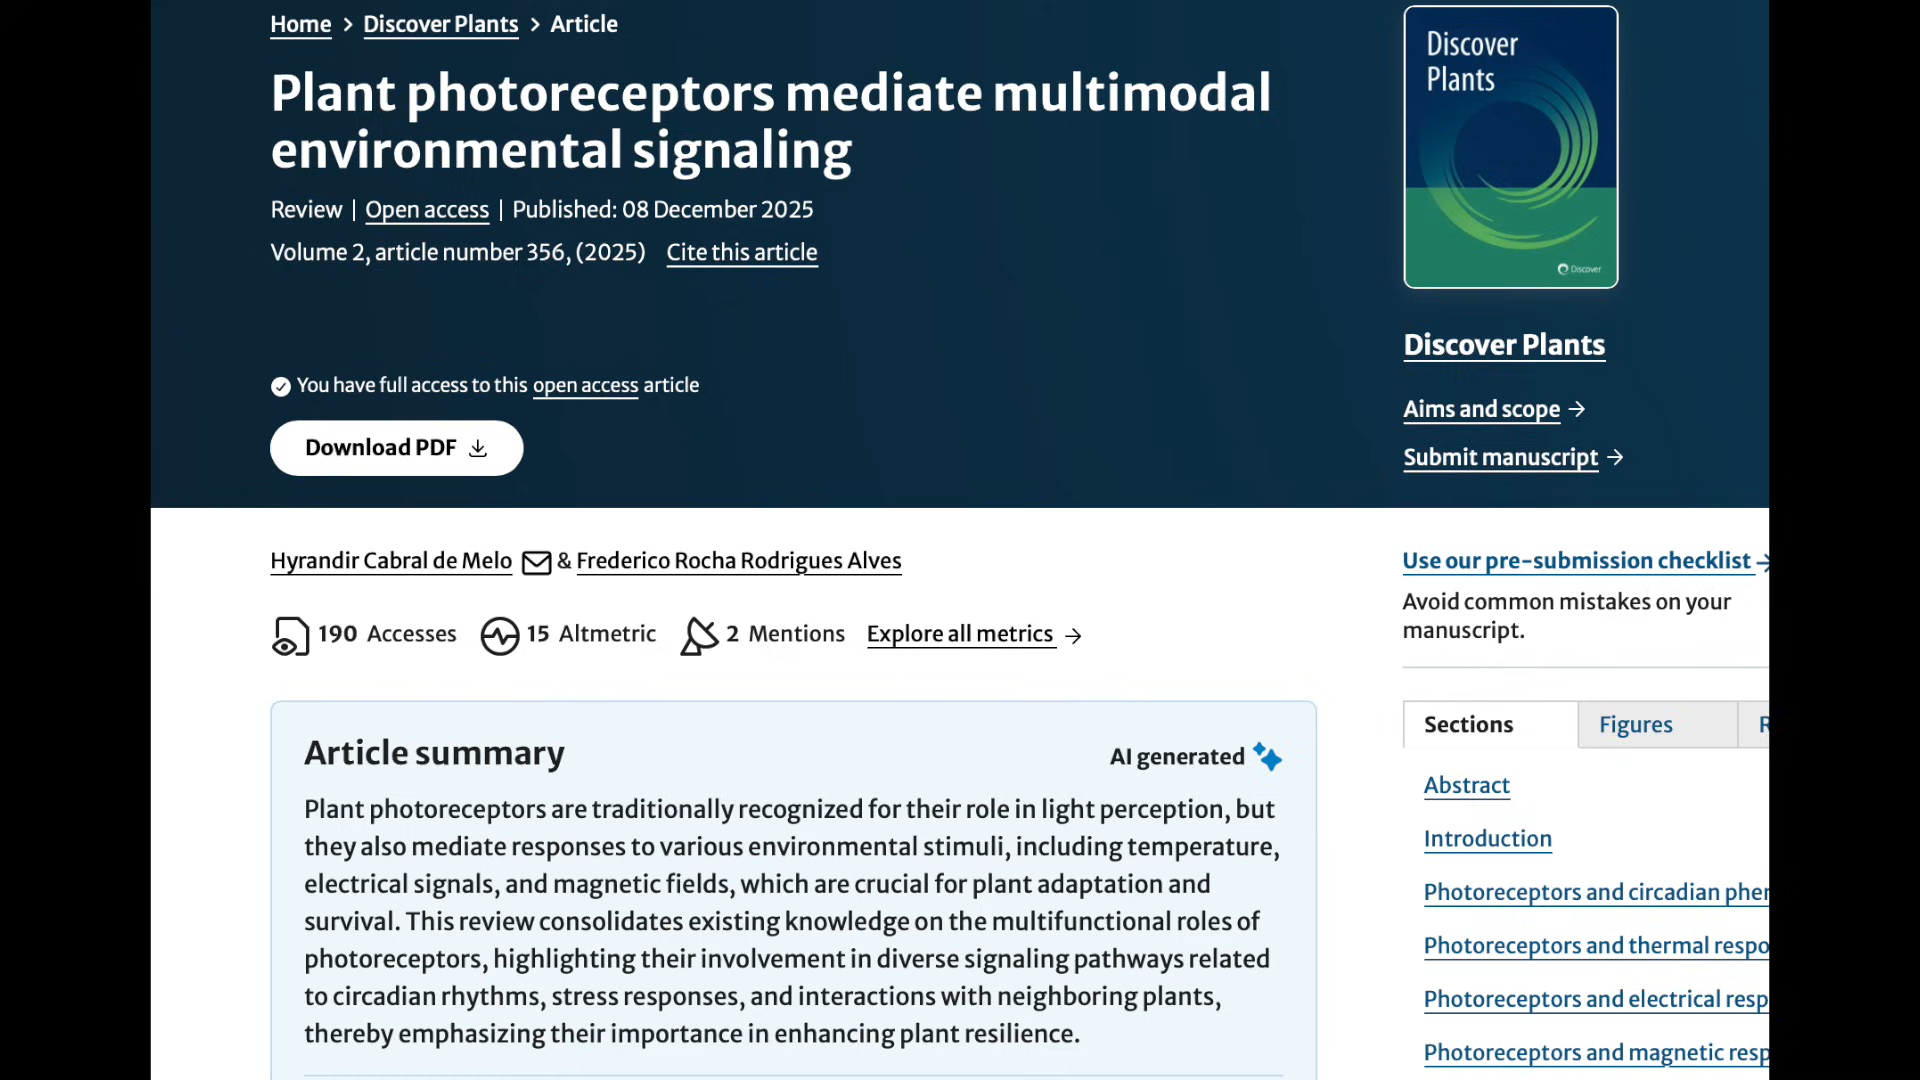 Home > Discover Plants > Article
Plant photoreceptors mediate multimodal
environmental signaling
Review | Open access | Published: 08 December 2025
Volume 2, article number 356, (2025) Cite this article
You have full access to this open access article
Download PDF
Discover
Plants
Discover
Discover Plants
Aims and scope →
Submit manuscript →
Hyrandir Cabral de Melo & Frederico Rocha Rodrigues Alves
190 Accesses 15 Altmetric 2 Mentions Explore all metrics →
Article summary
AI generated
Plant photoreceptors are traditionally recognized for their role in light perception, but
they also mediate responses to various environmental stimuli, including temperature,
electrical signals, and magnetic fields, which are crucial for plant adaptation and
survival. This review consolidates existing knowledge on the multifunctional roles of
photoreceptors, highlighting their involvement in diverse signaling pathways related
to circadian rhythms, stress responses, and interactions with neighboring plants,
thereby emphasizing their importance in enhancing plant resilience.
Use our pre-submission checklist →
Avoid common mistakes on your
manuscript.
Sections Figures R
Abstract
Introduction
Photoreceptors and circadian pher
Photoreceptors and thermal respo
Photoreceptors and electrical resp
Photoreceptors and magnetic resp